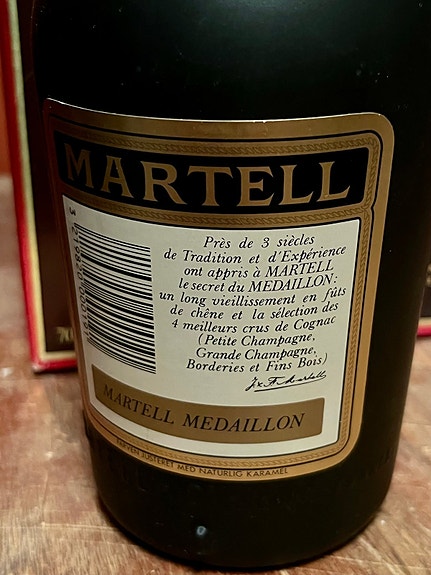 MARTELL
Près de 3 siècles
de Tradition et d'Expérience
ont appris à MARTELL
le secret du MEDAILLON:
un long vieillissement en fûts
de chêne et la sélection des
4 meilleurs crus de Cognac
(Petite Champagne,
Grande Champagne,
Borderies et Fins Bois)
J.x F. Martell
MARTELL MEDAILLON
FARVEN JUSTERET MED NATURLIG KARAMEL